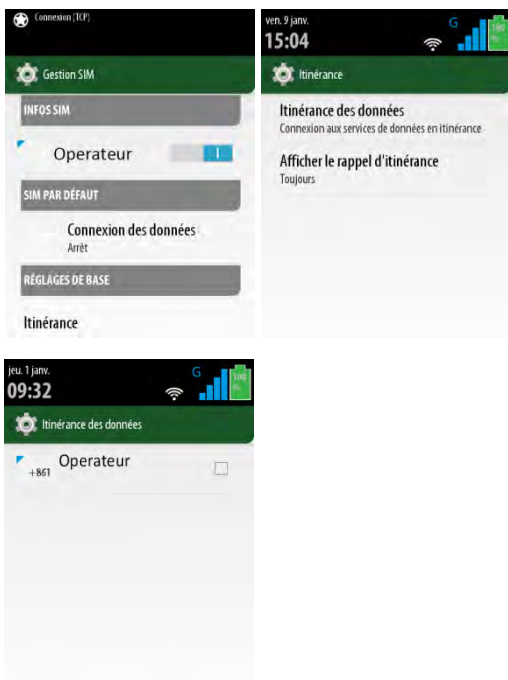 Connexion (TCP)
Gestion SIM
INFOS SIM
Operateur
SIM PAR DÉFAUT
Connexion des données
Arrêt
RÉGLAGES DE BASE
Itinérance
ven. 9 janv.
15:04
G
100
%
Itinérance
Itinérance des données
Connexion aux services de données en itinérance
Afficher le rappel d'itinérance
Toujours
jeu. 1 janv.
09:32
G
100
%
Itinérance des données
Operateur
+861